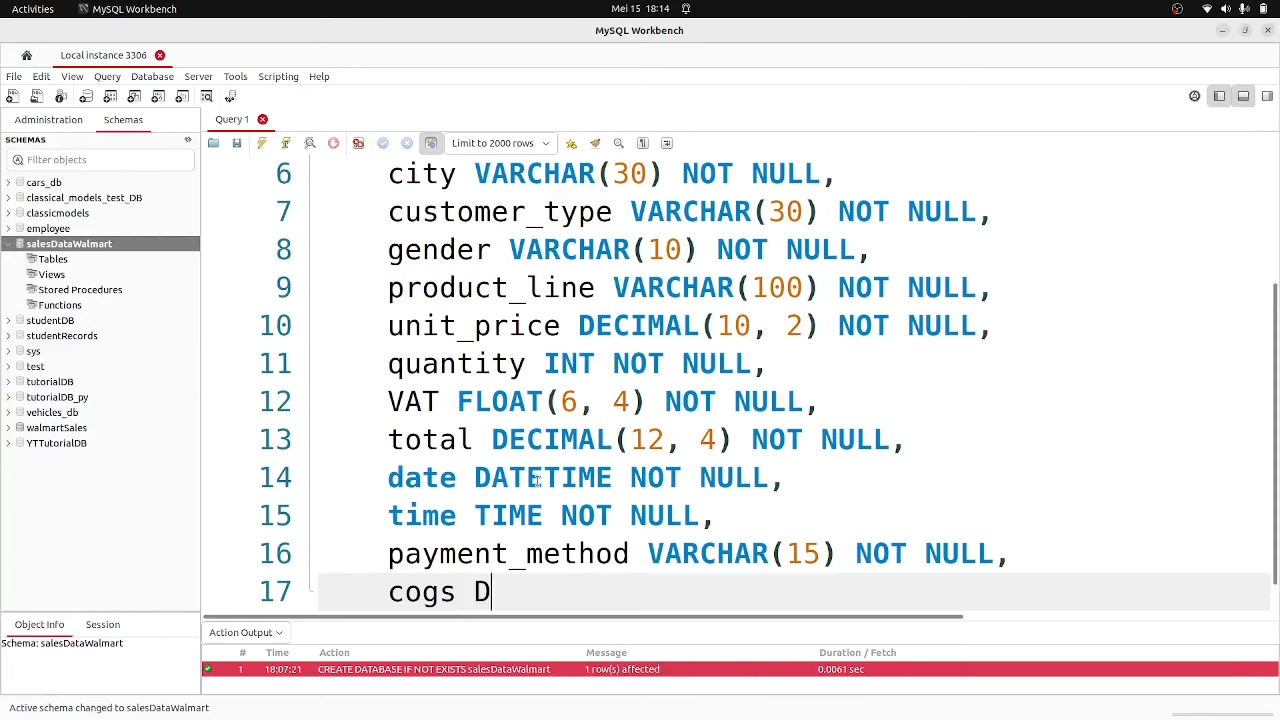 Activities MySQL Workbench Mei 15 18:14
MySQL Workbench
Local instance 3306
File Edit View Query Database Server Tools Scripting Help
Administration Schemas
Query 1
SCHEMAS
Limit to 2000 rows
Filter objects
cars_db
classical_models_test_DB
classicmodels
employee
salesDataWalmart
Tables
Views
Stored Procedures
Functions
studentDB
studentRecords
sys
test
tutorialDB
tutorialDB_py
vehicles_db
walmartSales
YTTutorialDB
6 city VARCHAR(30) NOT NULL,
7 customer_type VARCHAR(30) NOT NULL,
8 gender VARCHAR(10) NOT NULL,
9 product_line VARCHAR(100) NOT NULL,
10 unit_price DECIMAL(10, 2) NOT NULL,
11 quantity INT NOT NULL,
12 VAT FLOAT(6, 4) NOT NULL,
13 total DECIMAL(12, 4) NOT NULL,
14 date DATETIME NOT NULL,
15 time TIME NOT NULL,
16 payment_method VARCHAR(15) NOT NULL,
17 cogs D
Object Info Session
Schema: salesDataWalmart
Action Output
# Time Action Message Duration / Fetch
1 18:07:21 CREATE DATABASE IF NOT EXISTS salesDataWalmart 1 row(s) affected 0.0061 sec
Active schema changed to salesDataWalmart